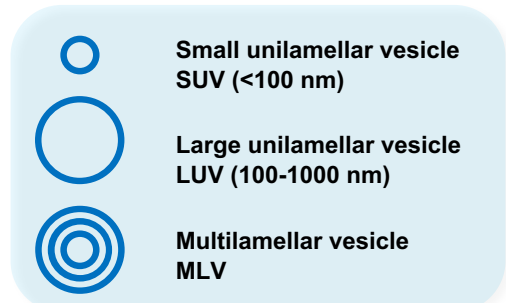 Small unilamellar vesicle
SUV (<100 nm)
Large unilamellar vesicle
LUV (100-1000 nm)
Multilamellar vesicle
MLV